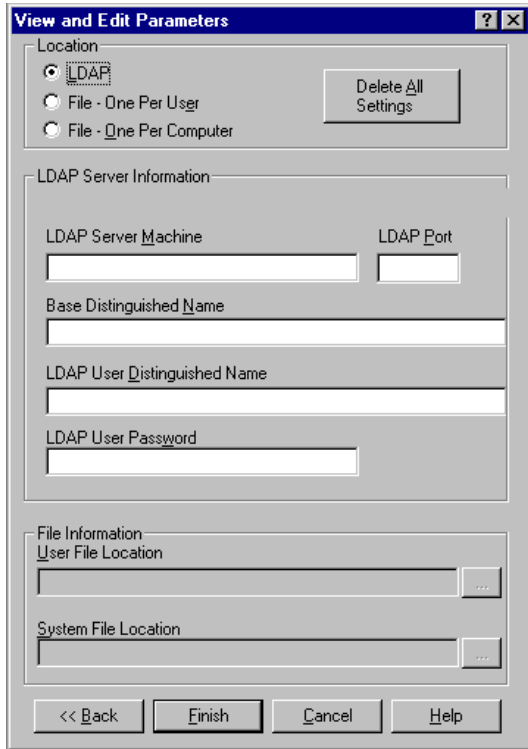 View and Edit Parameters
Location
LDAP
File - One Per User
File - One Per Computer
Delete All
Settings
LDAP Server Information
LDAP Server Machine
LDAP Port
Base Distinguished Name
LDAP User Distinguished Name
LDAP User Password
File Information
User File Location
...
System File Location
...
<< Back
Finish
Cancel
Help